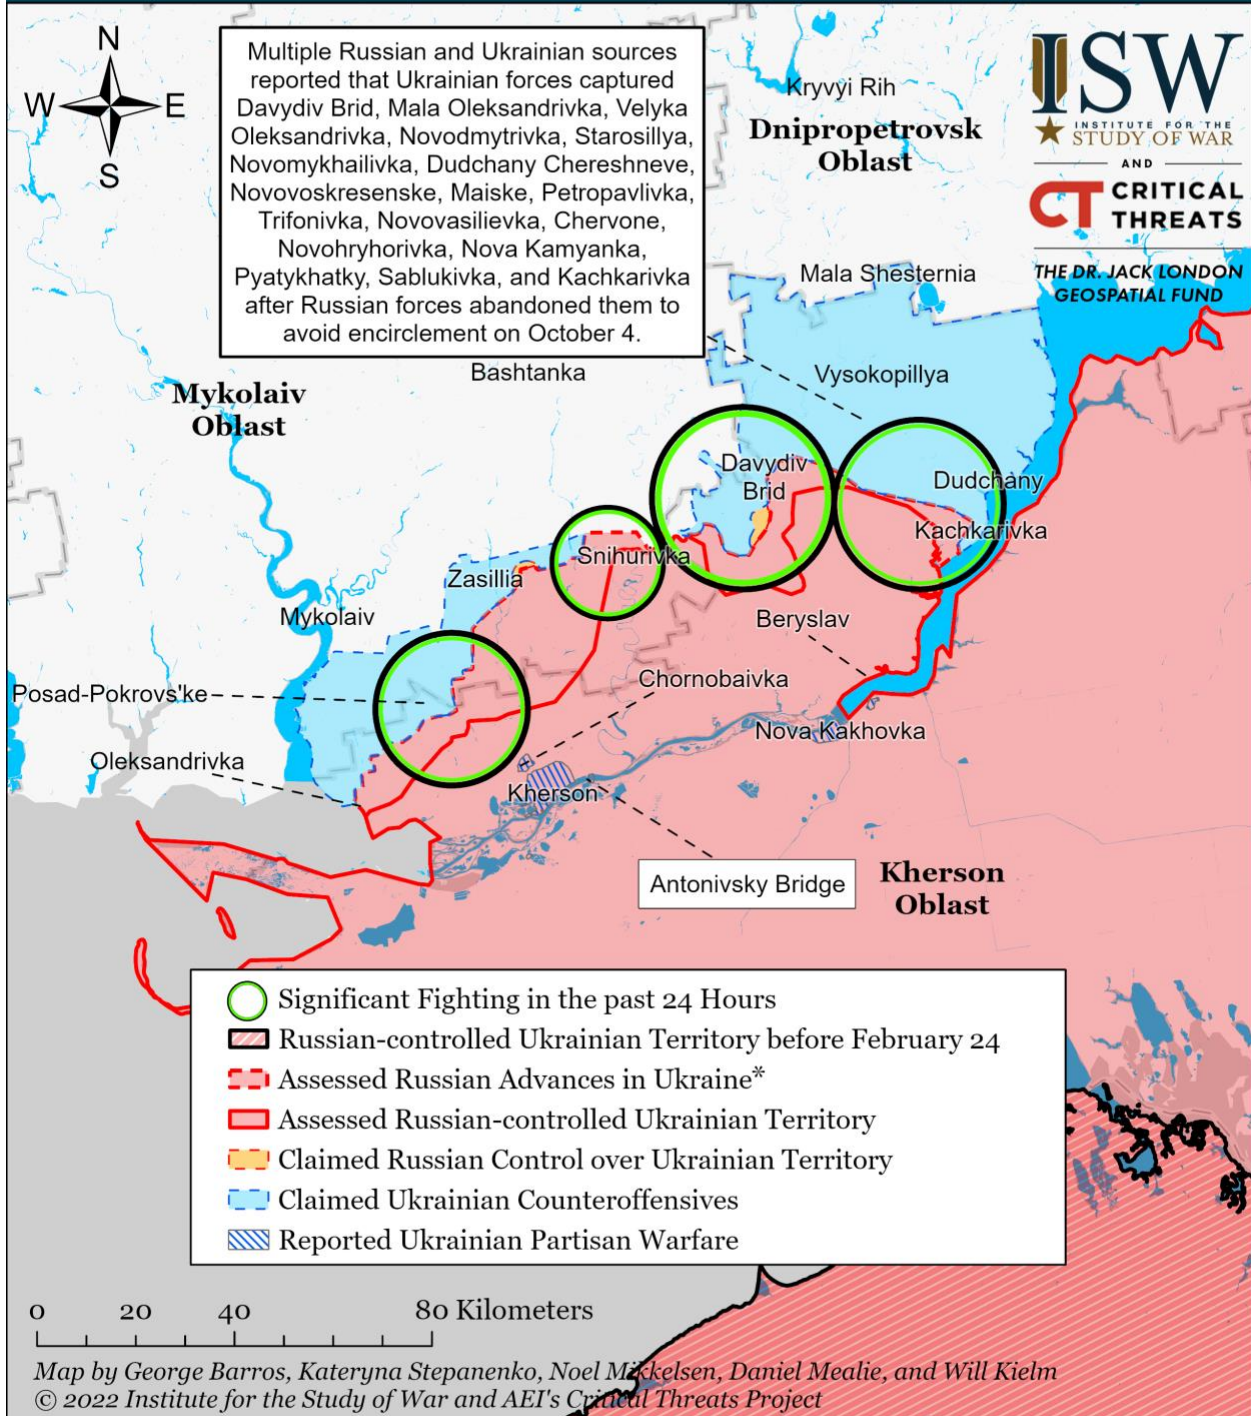 N
W
E
S
Multiple Russian and Ukrainian sources
reported that Ukrainian forces captured
Davydiv Brid, Mala Oleksandrivka, Velyka
Oleksandrivka, Novodmytrivka, Starosillya,
Novomykhailivka, Dudchany Chereshneve,
Novovoskresenske, Maiske, Petropavlivka,
Trifonivka, Novovasilievka, Chervone,
Novohryhorivka, Nova Kamyanka,
Pyatykhatky, Sablukivka, and Kachkarivka
after Russian forces abandoned them to
avoid encirclement on October 4.
ISW
INSTITUTE FOR THE
STUDY OF WAR
AND
CT CRITICAL
THREATS
THE DR. JACK LONDON
GEOSPATIAL FUND
Kryvyi Rih
Dnipropetrovsk
Oblast
Mala Shesternia
Bashtanka
Vysokopillya
Mykolaiv
Oblast
Davydiv
Brid
Dudchany
Kachkarivka
Snihurivka
Zasillia
Mykolaiv
Beryslav
Chornobaivka
Posad-Pokrovs'ke
Nova Kakhovka
Oleksandrivka
Kherson
Antonivsky Bridge
Kherson
Oblast
Significant Fighting in the past 24 Hours
Russian-controlled Ukrainian Territory before February 24
Assessed Russian Advances in Ukraine*
Assessed Russian-controlled Ukrainian Territory
Claimed Russian Control over Ukrainian Territory
Claimed Ukrainian Counteroffensives
Reported Ukrainian Partisan Warfare
0 20 40 80 Kilometers
Map by George Barros, Kateryna Stepanenko, Noel Mikkelsen, Daniel Mealie, and Will Kielm
© 2022 Institute for the Study of War and AEI's Critical Threats Project